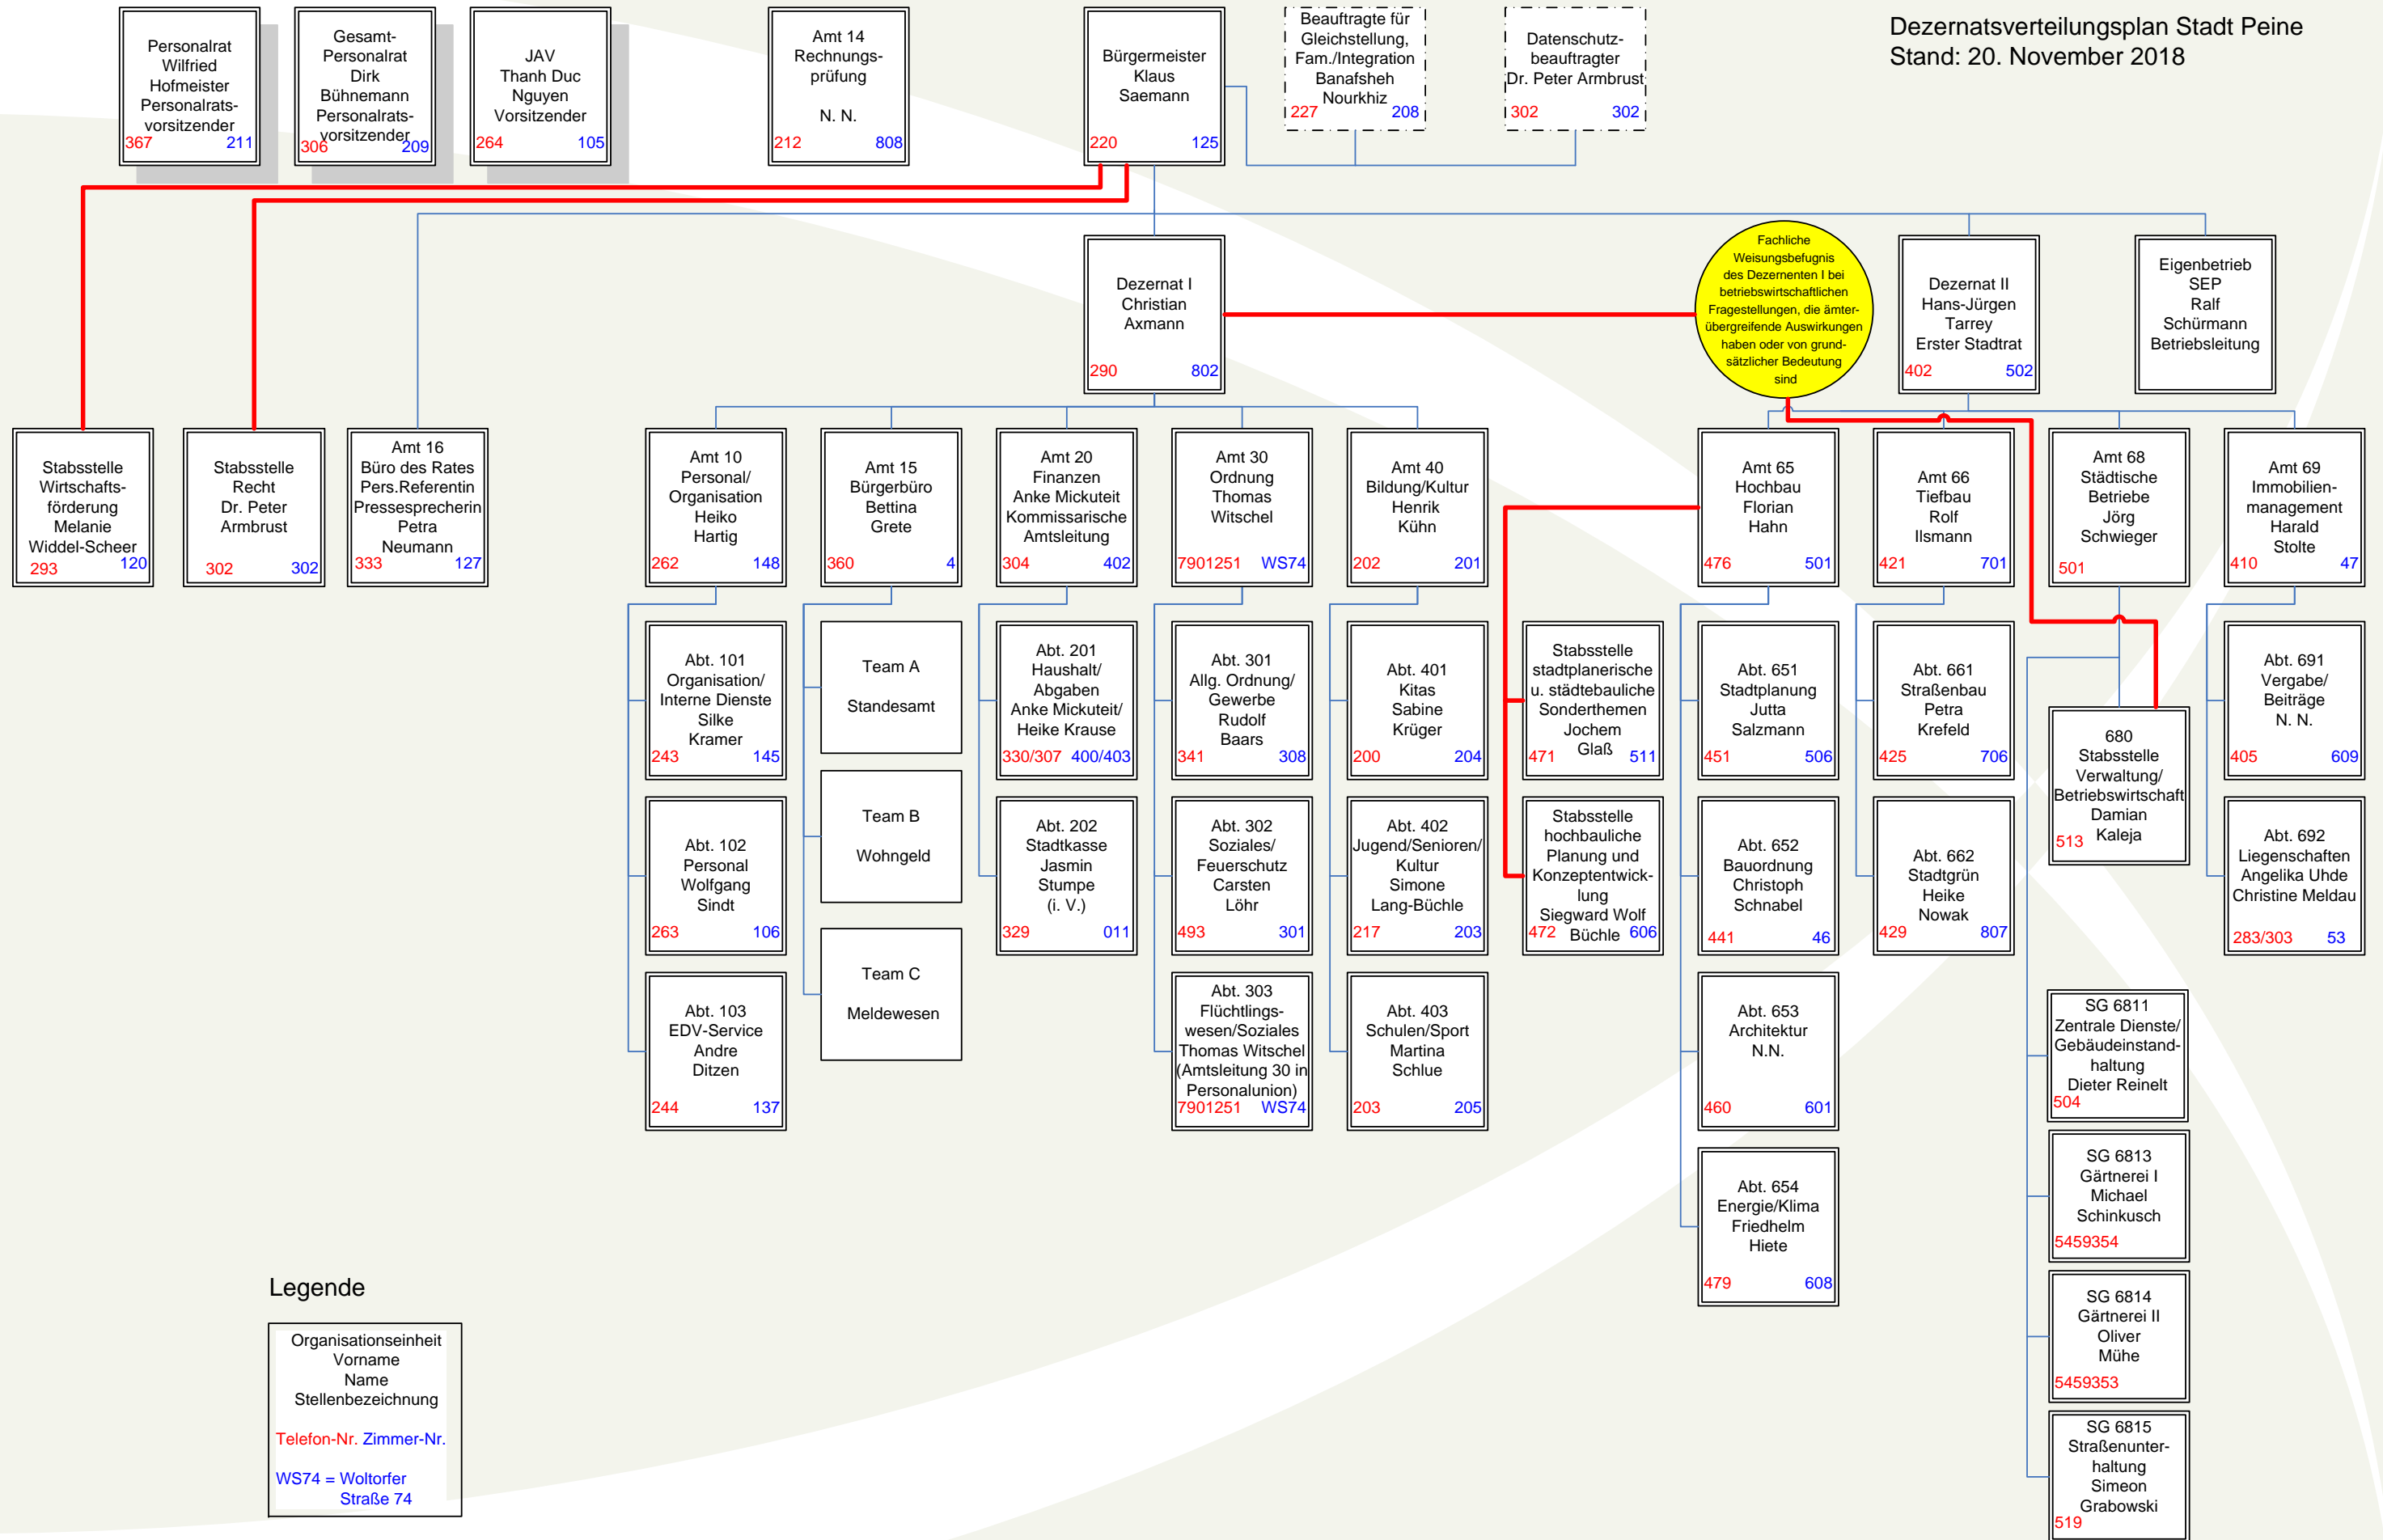 Dezernatsverteilungsplan Stadt Peine
Stand: 20. November 2018
Personalrat
Wilfried
Hofmeister
Personalrats-
vorsitzender
367 211
Gesamt-
Personalrat
Dirk
Bühnemann
Personalrats-
vorsitzender
306 209
JAV
Thanh Duc
Nguyen
Vorsitzender
264 105
Amt 14
Rechnungs-
prüfung
N. N.
212 808
Bürgermeister
Klaus
Saemann
220 125
Beauftragte für
Gleichstellung,
Fam./Integration
Banafsheh
Nourkhiz
227 208
Datenschutz-
beauftragter
Dr. Peter Armbrust
302 302
Dezernat I
Christian
Axmann
290 802
Fachliche
Weisungsbefugnis
des Dezernenten I bei
betriebswirtschaftlichen
Fragestellungen, die ämter-
übergreifende Auswirkungen
haben oder von grund-
sätzlicher Bedeutung
sind
Dezernat II
Hans-Jürgen
Tarrey
Erster Stadtrat
402 502
Eigenbetrieb
SEP
Ralf
Schürmann
Betriebsleitung
Stabsstelle
Wirtschafts-
förderung
Melanie
Widdel-Scheer
293 120
Stabsstelle
Recht
Dr. Peter
Armbrust
302 302
Amt 16
Büro des Rates
Pers.Referentin
Pressesprecherin
Petra
Neumann
333 127
Amt 10
Personal/
Organisation
Heiko
Hartig
262 148
Amt 15
Bürgerbüro
Bettina
Grete
360 4
Amt 20
Finanzen
Anke Mickuteit
Kommissarische
Amtsleitung
304 402
Amt 30
Ordnung
Thomas
Witschel
7901251 WS74
Amt 40
Bildung/Kultur
Henrik
Kühn
202 201
Amt 65
Hochbau
Florian
Hahn
476 501
Amt 66
Tiefbau
Rolf
Ilsmann
421 701
Amt 68
Städtische
Betriebe
Jörg
Schwieger
501
Amt 69
Immobilien-
management
Harald
Stolte
410 47
Abt. 101
Organisation/
Interne Dienste
Silke
Kramer
243 145
Team A
Standesamt
Abt. 201
Haushalt/
Abgaben
Anke Mickuteit/
Heike Krause
330/307 400/403
Abt. 301
Allg. Ordnung/
Gewerbe
Rudolf
Baars
341 308
Abt. 401
Kitas
Sabine
Krüger
200 204
Stabsstelle
stadtplanerische
u. städtebauliche
Sonderthemen
Jochem
Glaß
471 511
Abt. 651
Stadtplanung
Jutta
Salzmann
451 506
Abt. 661
Straßenbau
Petra
Krefeld
425 706
680
Stabsstelle
Verwaltung/
Betriebswirtschaft
Damian
Kaleja
513
Abt. 691
Vergabe/
Beiträge
N. N.
405 609
Abt. 102
Personal
Wolfgang
Sindt
263 106
Team B
Wohngeld
Abt. 202
Stadtkasse
Jasmin
Stumpe
(i. V.)
329 011
Abt. 302
Soziales/
Feuerschutz
Carsten
Löhr
493 301
Abt. 402
Jugend/Senioren/
Kultur
Simone
Lang-Büchle
217 203
Stabsstelle
hochbauliche
Planung und
Konzeptentwick-
lung
Siegward Wolf
Büchle
472 606
Abt. 652
Bauordnung
Christoph
Schnabel
441 46
Abt. 662
Stadtgrün
Heike
Nowak
429 807
Abt. 692
Liegenschaften
Angelika Uhde
Christine Meldau
283/303 53
Abt. 103
EDV-Service
Andre
Ditzen
244 137
Team C
Meldewesen
Abt. 303
Flüchtlings-
wesen/Soziales
Thomas Witschel
(Amtsleitung 30 in
Personalunion)
7901251 WS74
Abt. 403
Schulen/Sport
Martina
Schlue
203 205
Abt. 653
Architektur
N.N.
460 601
SG 6811
Zentrale Dienste/
Gebäudeinstand-
haltung
Dieter Reinelt
504
Abt. 654
Energie/Klima
Friedhelm
Hiete
479 608
SG 6813
Gärtnerei I
Michael
Schinkusch
5459354
SG 6814
Gärtnerei II
Oliver
Mühe
5459353
SG 6815
Straßenunter-
haltung
Simeon
Grabowski
519
Legende
Organisationseinheit
Vorname
Name
Stellenbezeichnung
Telefon-Nr. Zimmer-Nr.
WS74 = Woltorfer
Straße 74